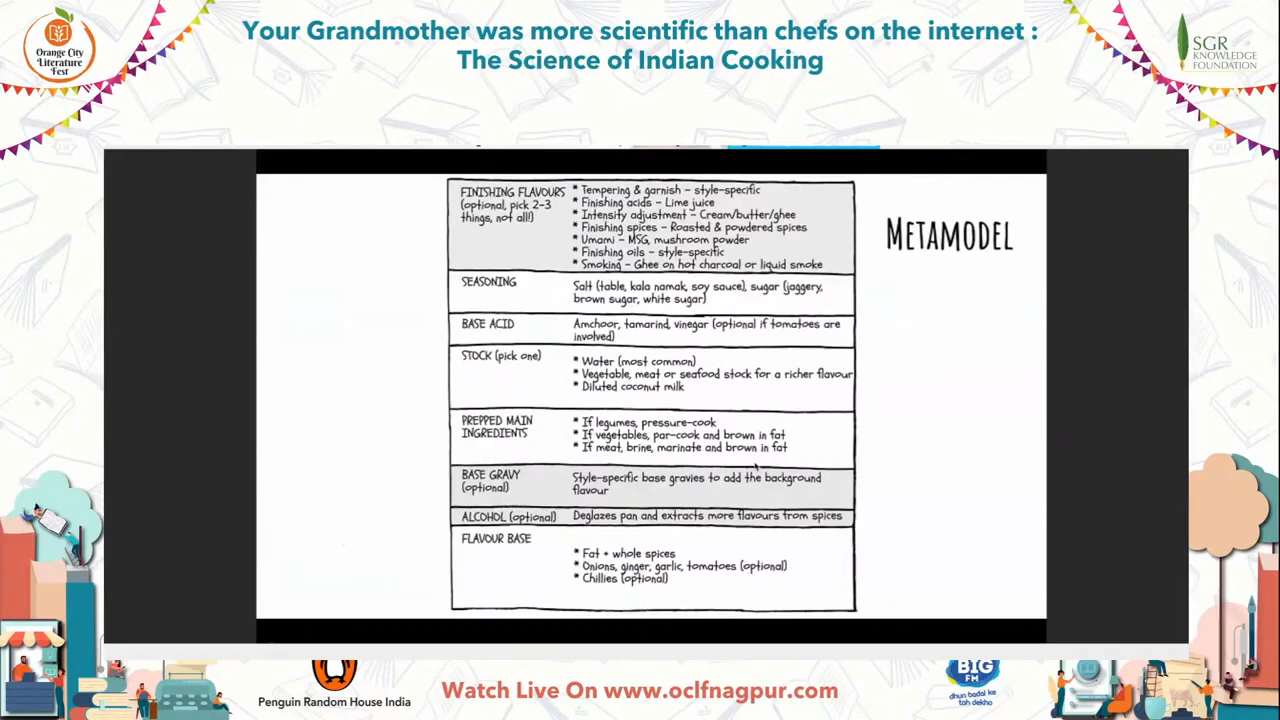 Your Grandmother was more scientific than chefs on the internet :
The Science of Indian Cooking
Orange City
Literature
Fest
SGR
KNOWLEDGE
FOUNDATION
METAMODEL
FINISHING FLAVOURS
(optional, pick 2-3
things, not all!)
* Tempering & garnish – style-specific
* Finishing acids – Lime juice
* Intensity adjustment – Cream/butter/ghee
* Finishing spices – Roasted & powdered spices
* Umami – MSG, mushroom powder
* Finishing oils – style-specific
* Smoking – Ghee on hot charcoal or liquid smoke
SEASONING
Salt (table, kala namak, soy sauce), sugar (jaggery,
brown sugar, white sugar)
BASE ACID
Amchoor, tamarind, vinegar (optional if tomatoes are
involved)
STOCK (pick one)
* Water (most common)
* Vegetable, meat or seafood stock for a richer flavour
* Diluted coconut milk
PREPPED MAIN
INGREDIENTS
* If legumes, pressure-cook
* If vegetables, par-cook and brown in fat
* If meat, brine, marinate and brown in fat
BASE GRAVY
(optional)
Style-specific base gravies to add the background
flavour
ALCOHOL (optional)
Deglazes pan and extracts more flavours from spices
FLAVOUR BASE
* Fat + whole spices
* Onions, ginger, garlic, tomatoes (optional)
* Chillies (optional)
Penguin Random House India
Watch Live On www.oclfnagpur.com
BIG
FM
dhun badal ke
toh dekho